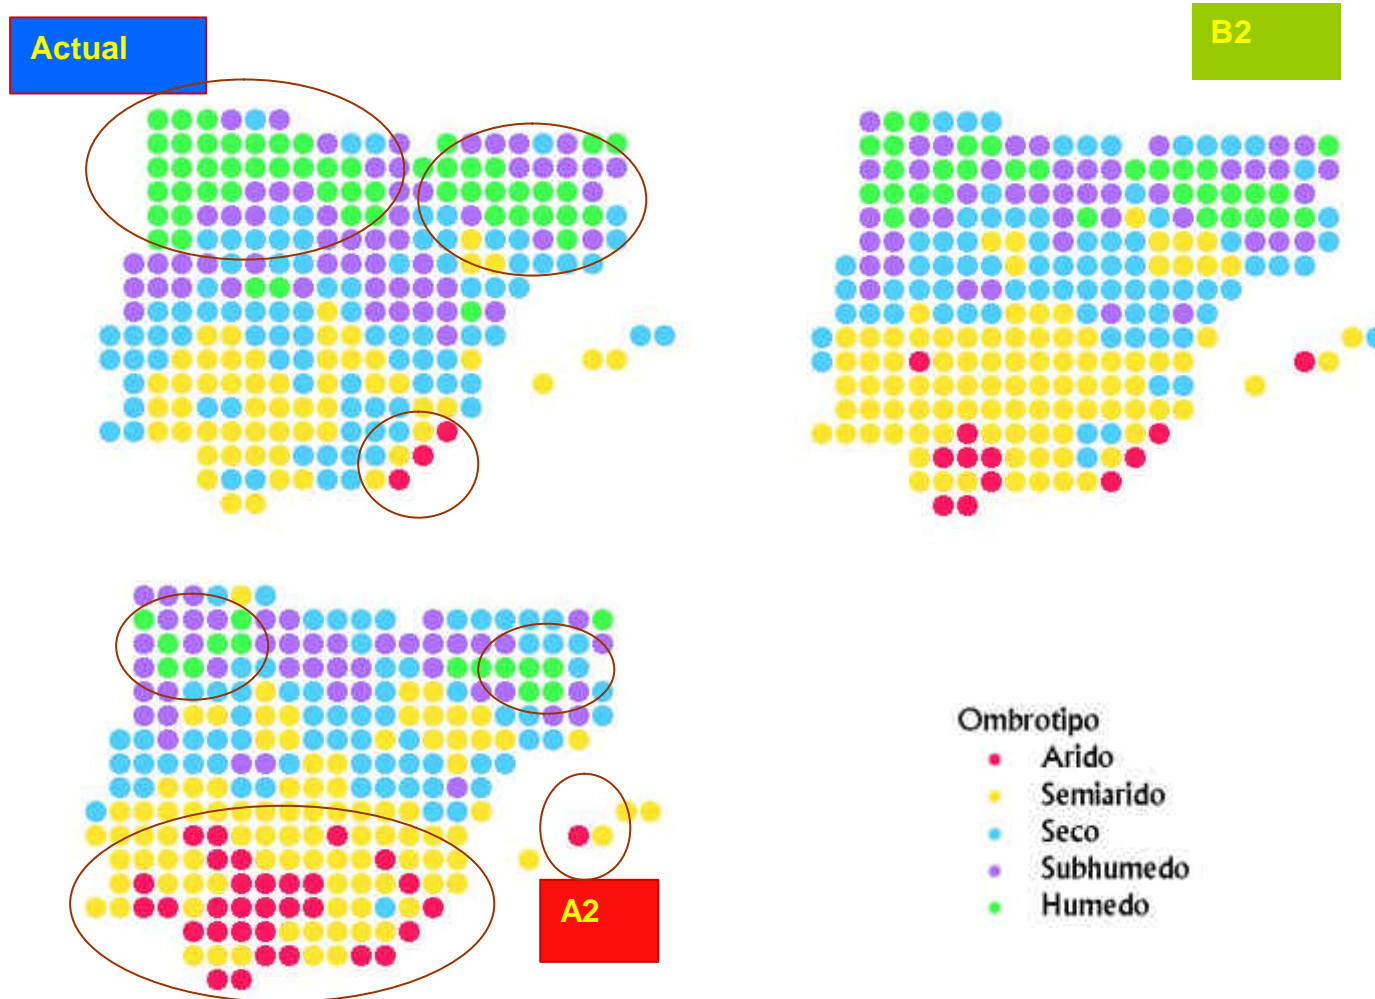 Actual
B2
A2
Ombrotipo
Arido
Semiarido
Seco
Subhumedo
Humedo